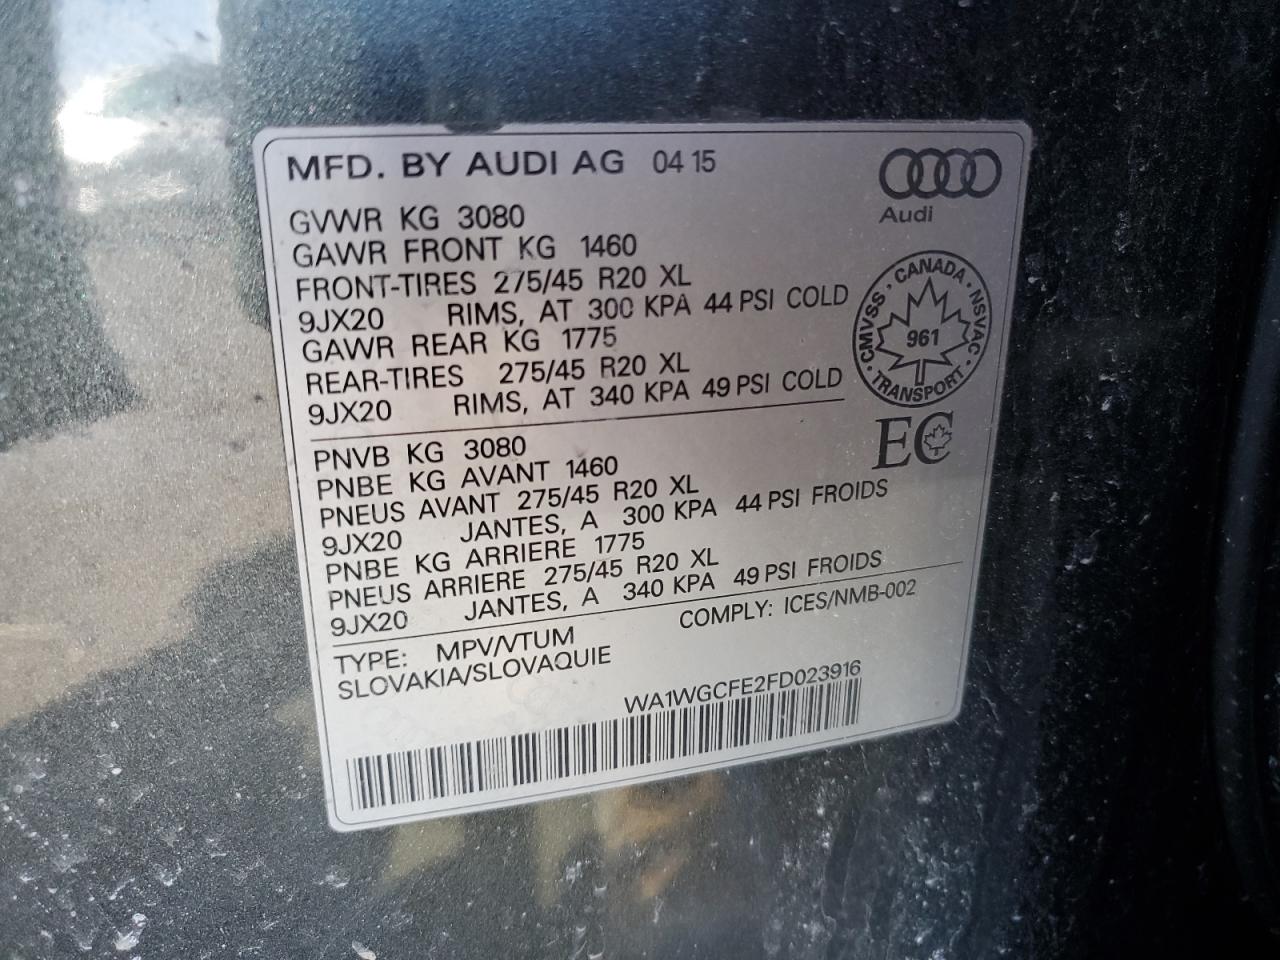 MFD. BY AUDI AG 04 15
Audi
GVWR KG 3080
GAWR FRONT KG 1460
FRONT-TIRES 275/45 R20 XL
9JX20 RIMS, AT 300 KPA 44 PSI COLD
GAWR REAR KG 1775
REAR-TIRES 275/45 R20 XL
9JX20 RIMS, AT 340 KPA 49 PSI COLD
CMVSS · CANADA · NSVAC · TRANSPORT ·
961
EC
PNVB KG 3080
PNBE KG AVANT 1460
PNEUS AVANT 275/45 R20 XL
9JX20 JANTES, A 300 KPA 44 PSI FROIDS
PNBE KG ARRIERE 1775
PNEUS ARRIERE 275/45 R20 XL
9JX20 JANTES, A 340 KPA 49 PSI FROIDS
TYPE: MPV/VTUM COMPLY: ICES/NMB-002
SLOVAKIA/SLOVAQUIE
WA1WGCFE2FD023916